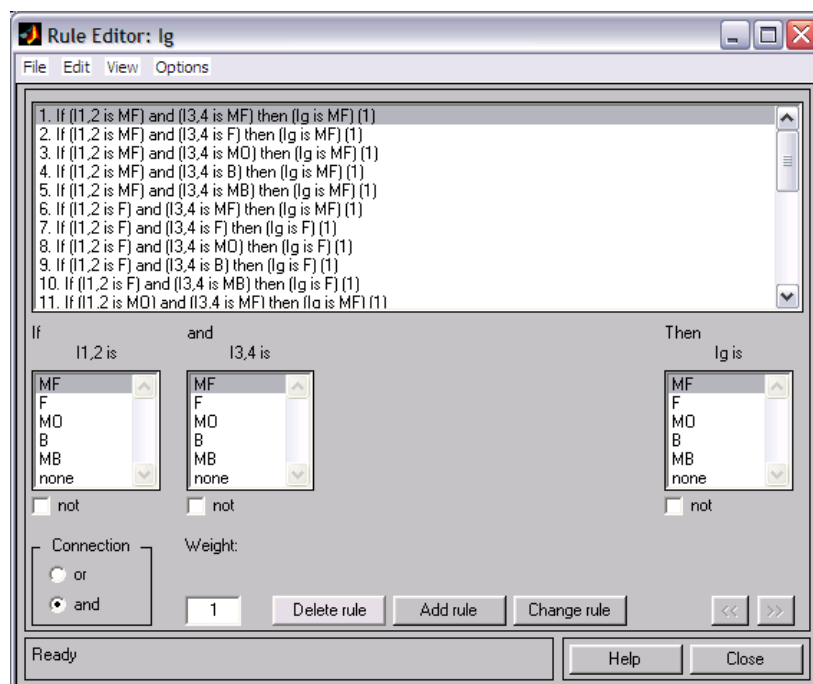 Rule Editor: Ig
File Edit View Options
1. If (I1,2 is MF) and (I3,4 is MF) then (Ig is MF) (1)
2. If (I1,2 is MF) and (I3,4 is F) then (Ig is MF) (1)
3. If (I1,2 is MF) and (I3,4 is MO) then (Ig is MF) (1)
4. If (I1,2 is MF) and (I3,4 is B) then (Ig is MF) (1)
5. If (I1,2 is MF) and (I3,4 is MB) then (Ig is MF) (1)
6. If (I1,2 is F) and (I3,4 is MF) then (Ig is MF) (1)
7. If (I1,2 is F) and (I3,4 is F) then (Ig is F) (1)
8. If (I1,2 is F) and (I3,4 is MO) then (Ig is F) (1)
9. If (I1,2 is F) and (I3,4 is B) then (Ig is F) (1)
10. If (I1,2 is F) and (I3,4 is MB) then (Ig is F) (1)
11. If (I1,2 is MO) and (I3,4 is MF) then (Ig is MF) (1)
If and Then
I1,2 is I3,4 is Ig is
MF MF MF
F F F
MO MO MO
B B B
MB MB MB
none none none
not not not
Connection Weight:
or
and 1 Delete rule Add rule Change rule << >>
Ready Help Close